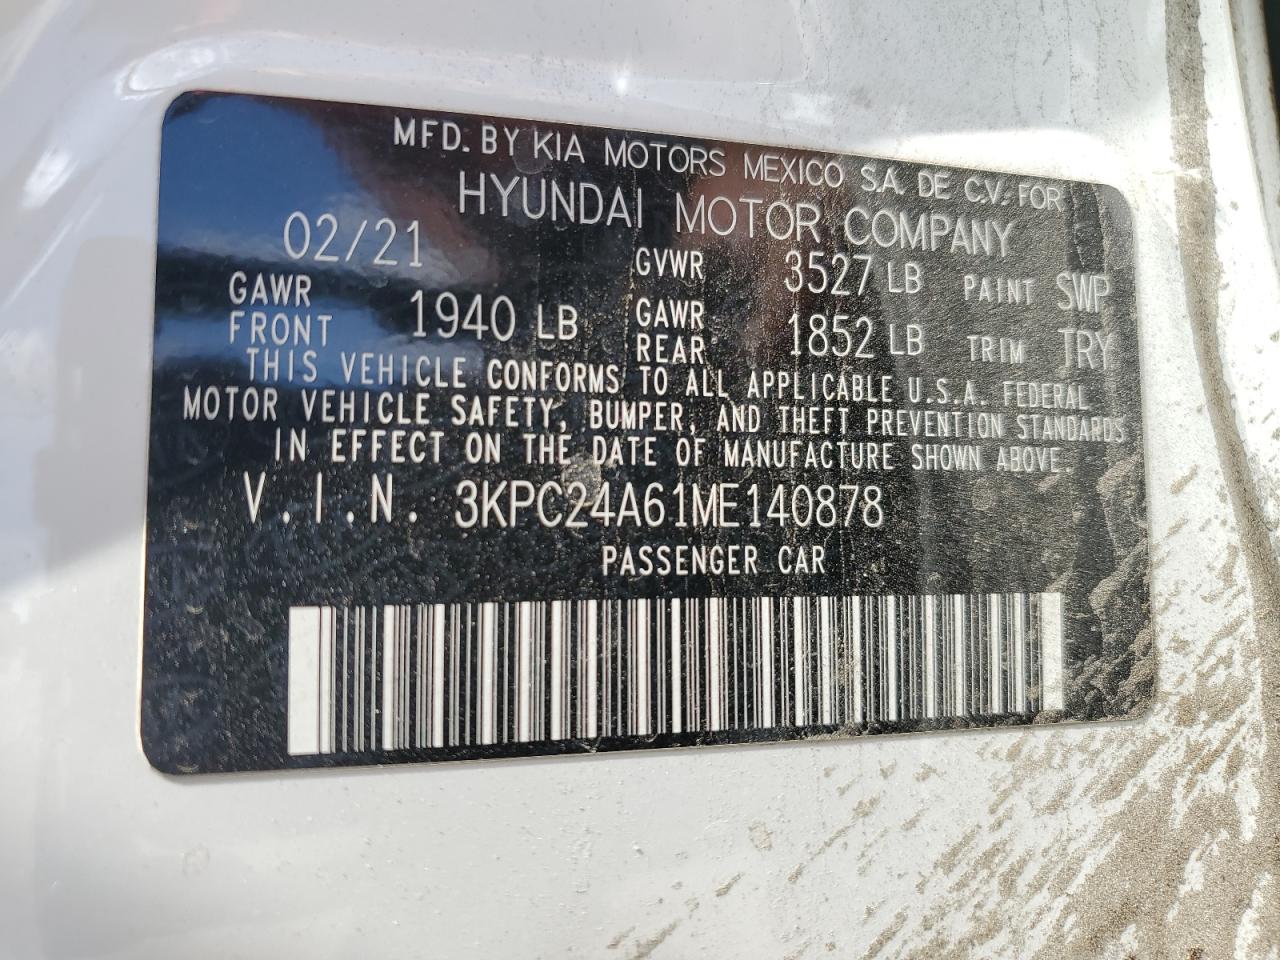 MFD. BY KIA MOTORS MEXICO S.A. DE C.V. FOR
HYUNDAI MOTOR COMPANY
02/21 GVWR 3527 LB PAINT SWP
GAWR FRONT 1940 LB GAWR REAR 1852 LB TRIM TRY
THIS VEHICLE CONFORMS TO ALL APPLICABLE U.S.A. FEDERAL
MOTOR VEHICLE SAFETY, BUMPER, AND THEFT PREVENTION STANDARDS
IN EFFECT ON THE DATE OF MANUFACTURE SHOWN ABOVE.
V.I.N. 3KPC24A61ME140878
PASSENGER CAR